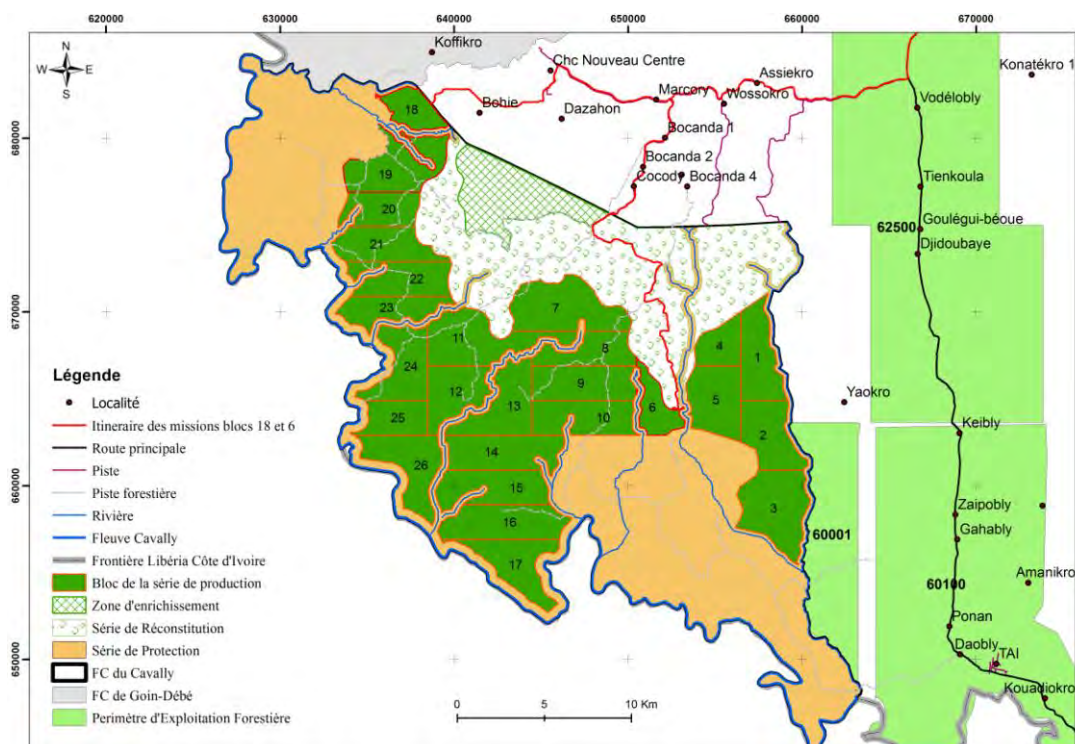 620000 630000 640000 650000 660000 670000
N
W E
S
Koffikro
Chc Nouveau Centre
Konatékro 1
Assiekro
Marcory
Wossokro
Bohie
Dazahon
Vodélobly
18
680000
680000
Bocanda 1
Bocanda 2
Cocody
Bocanda 4
Tienkoula
19
20
Goulégui-béoue
62500
Djidoubaye
21
22
23
670000
670000
7
11
8
4
1
24
9
12
13
5
6
10
25
2
Yaokro
Keibly
14
26
15
660000
660000
3
16
Zaipobly
60001
Gahably
17
60100
Amanikro
Ponan
Daobly
TAI
650000
650000
Kouadiokro
Légende
Localité
Itineraire des missions blocs 18 et 6
Route principale
Piste
Piste forestière
Rivière
Fleuve Cavally
Frontière Libéria Côte d'Ivoire
Bloc de la série de production
Zone d'enrichissement
Série de Réconstitution
Série de Protection
FC du Cavally
FC de Goin-Débé
Perimètre d'Exploitation Forestière
0 5 10 Km